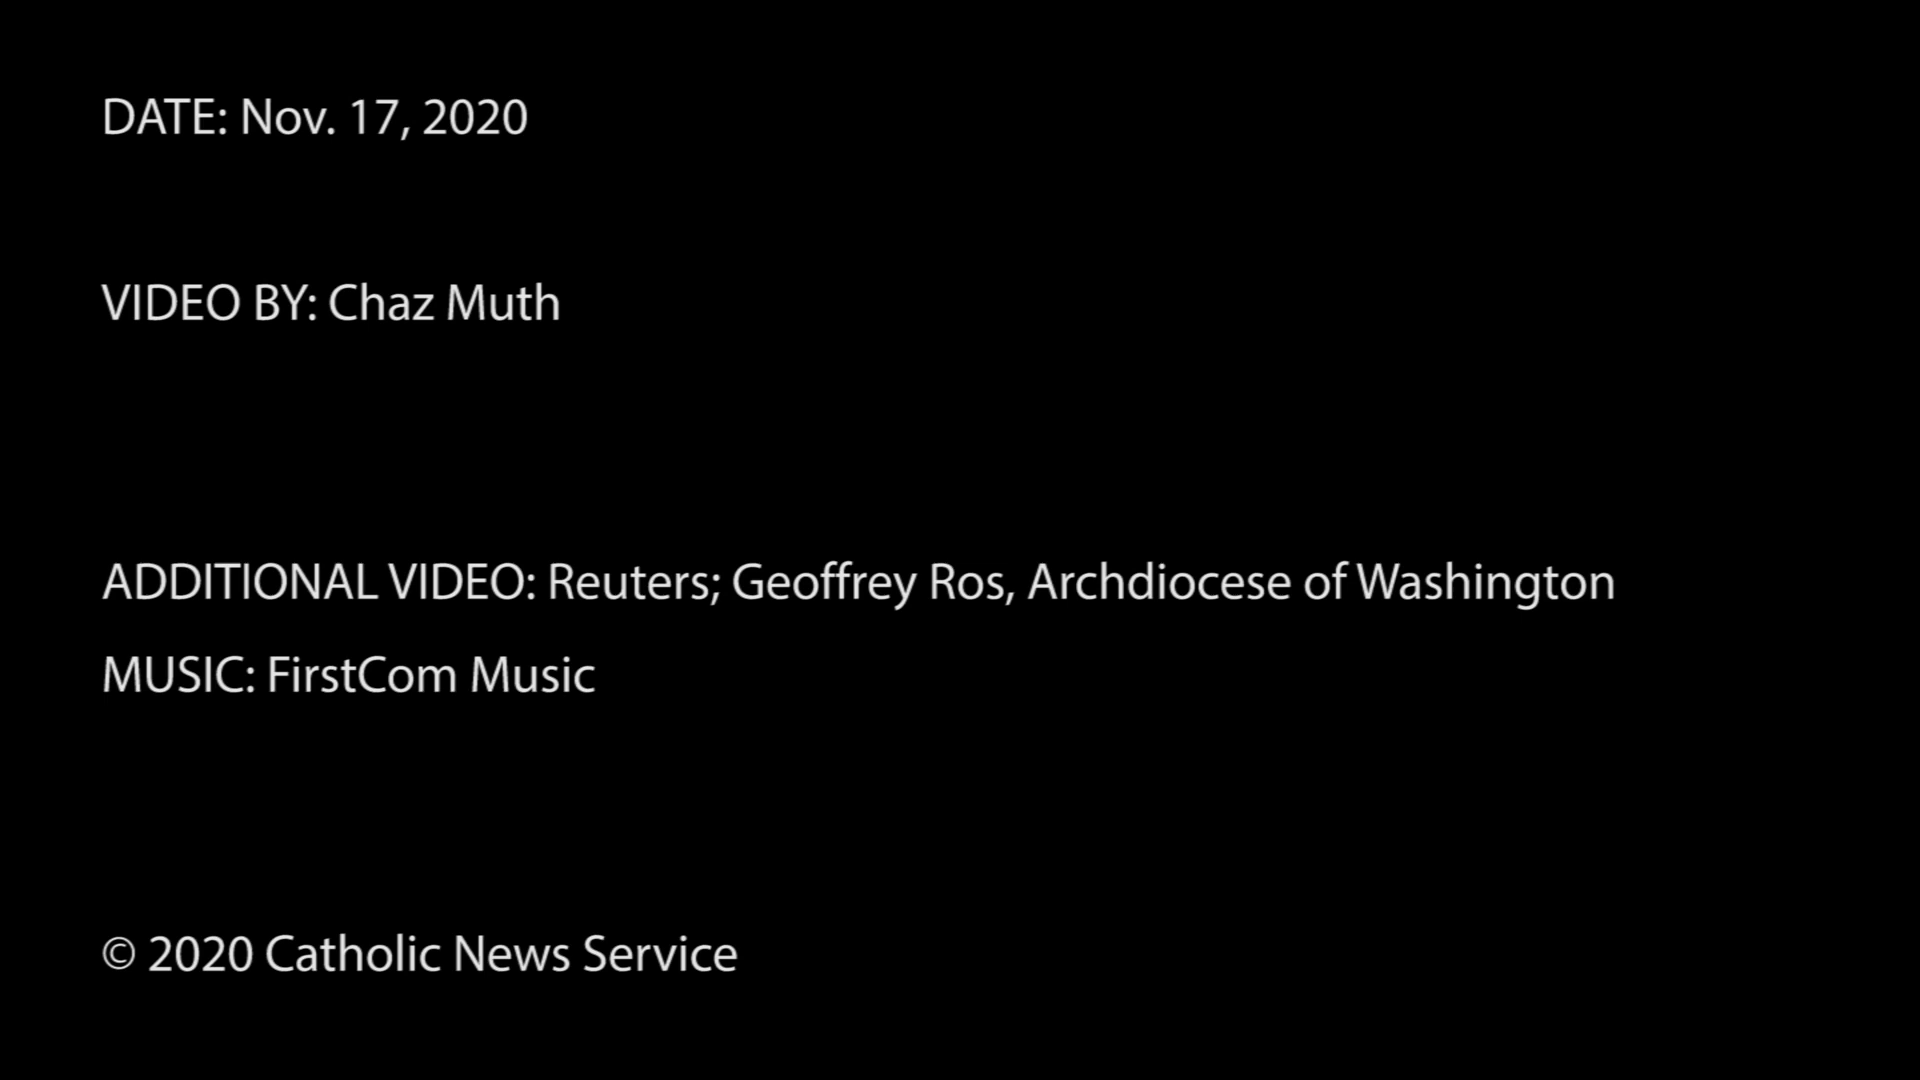 DATE: Nov. 17, 2020
VIDEO BY: Chaz Muth
ADDITIONAL VIDEO: Reuters; Geoffrey Ros, Archdiocese of Washington
MUSIC: FirstCom Music
© 2020 Catholic News Service